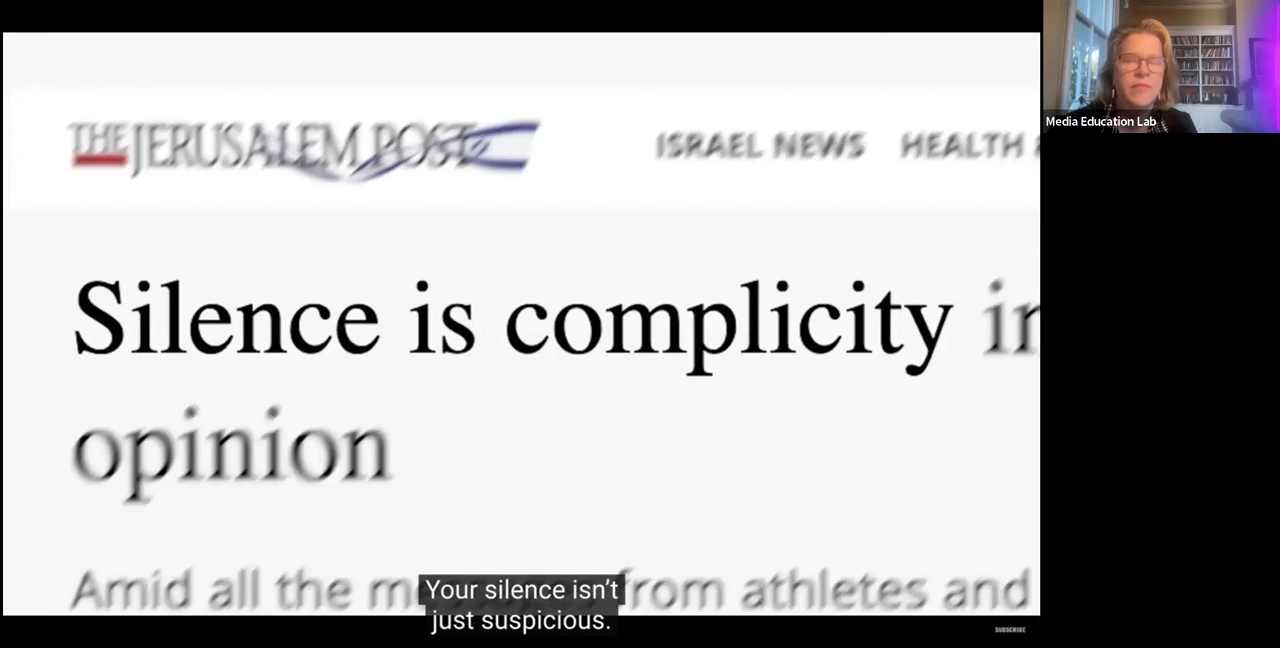 THE JERUSALEM POST
ISRAEL NEWS HEALTH
Silence is complicity
opinion
Amid all the from athletes and
Your silence isn't
just suspicious.
SUBSCRIBE
Media Education Lab